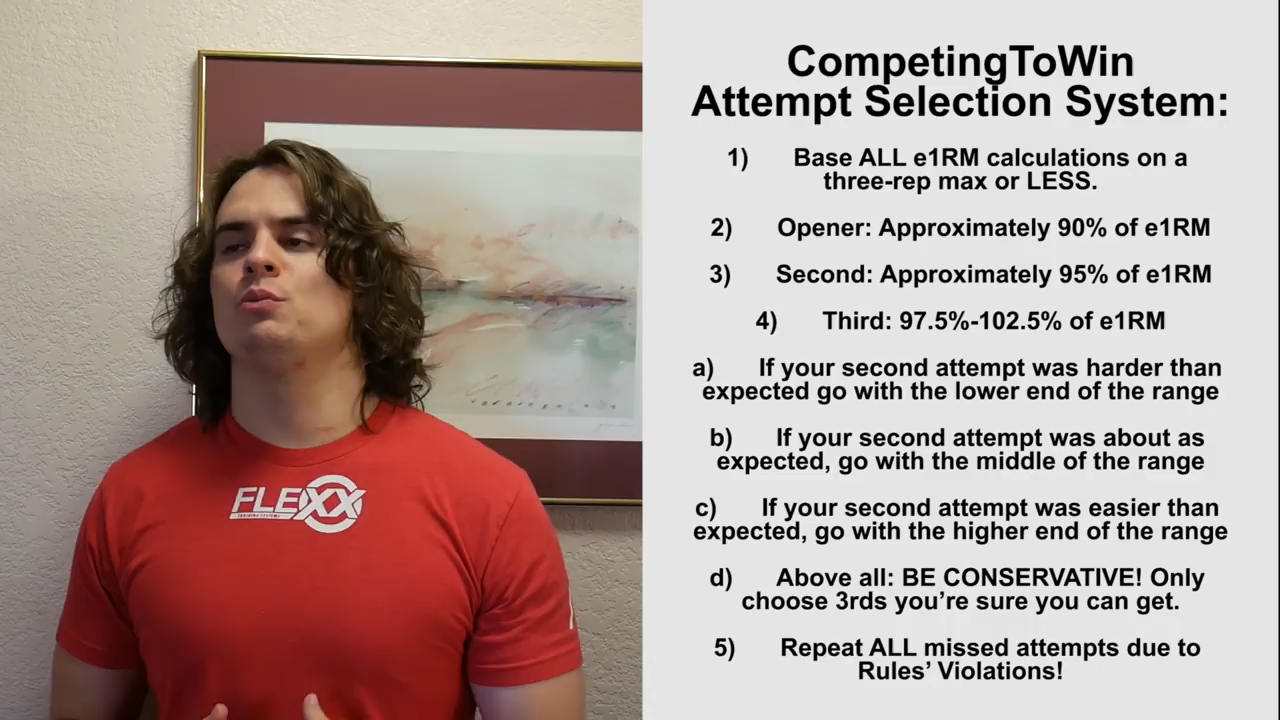 CompetingToWin
Attempt Selection System:
1) Base ALL e1RM calculations on a
three-rep max or LESS.
2) Opener: Approximately 90% of e1RM
3) Second: Approximately 95% of e1RM
4) Third: 97.5%-102.5% of e1RM
a) If your second attempt was harder than
expected go with the lower end of the range
b) If your second attempt was about as
expected, go with the middle of the range
c) If your second attempt was easier than
expected, go with the higher end of the range
d) Above all: BE CONSERVATIVE! Only
choose 3rds you’re sure you can get.
5) Repeat ALL missed attempts due to
Rules’ Violations!
FLEXX